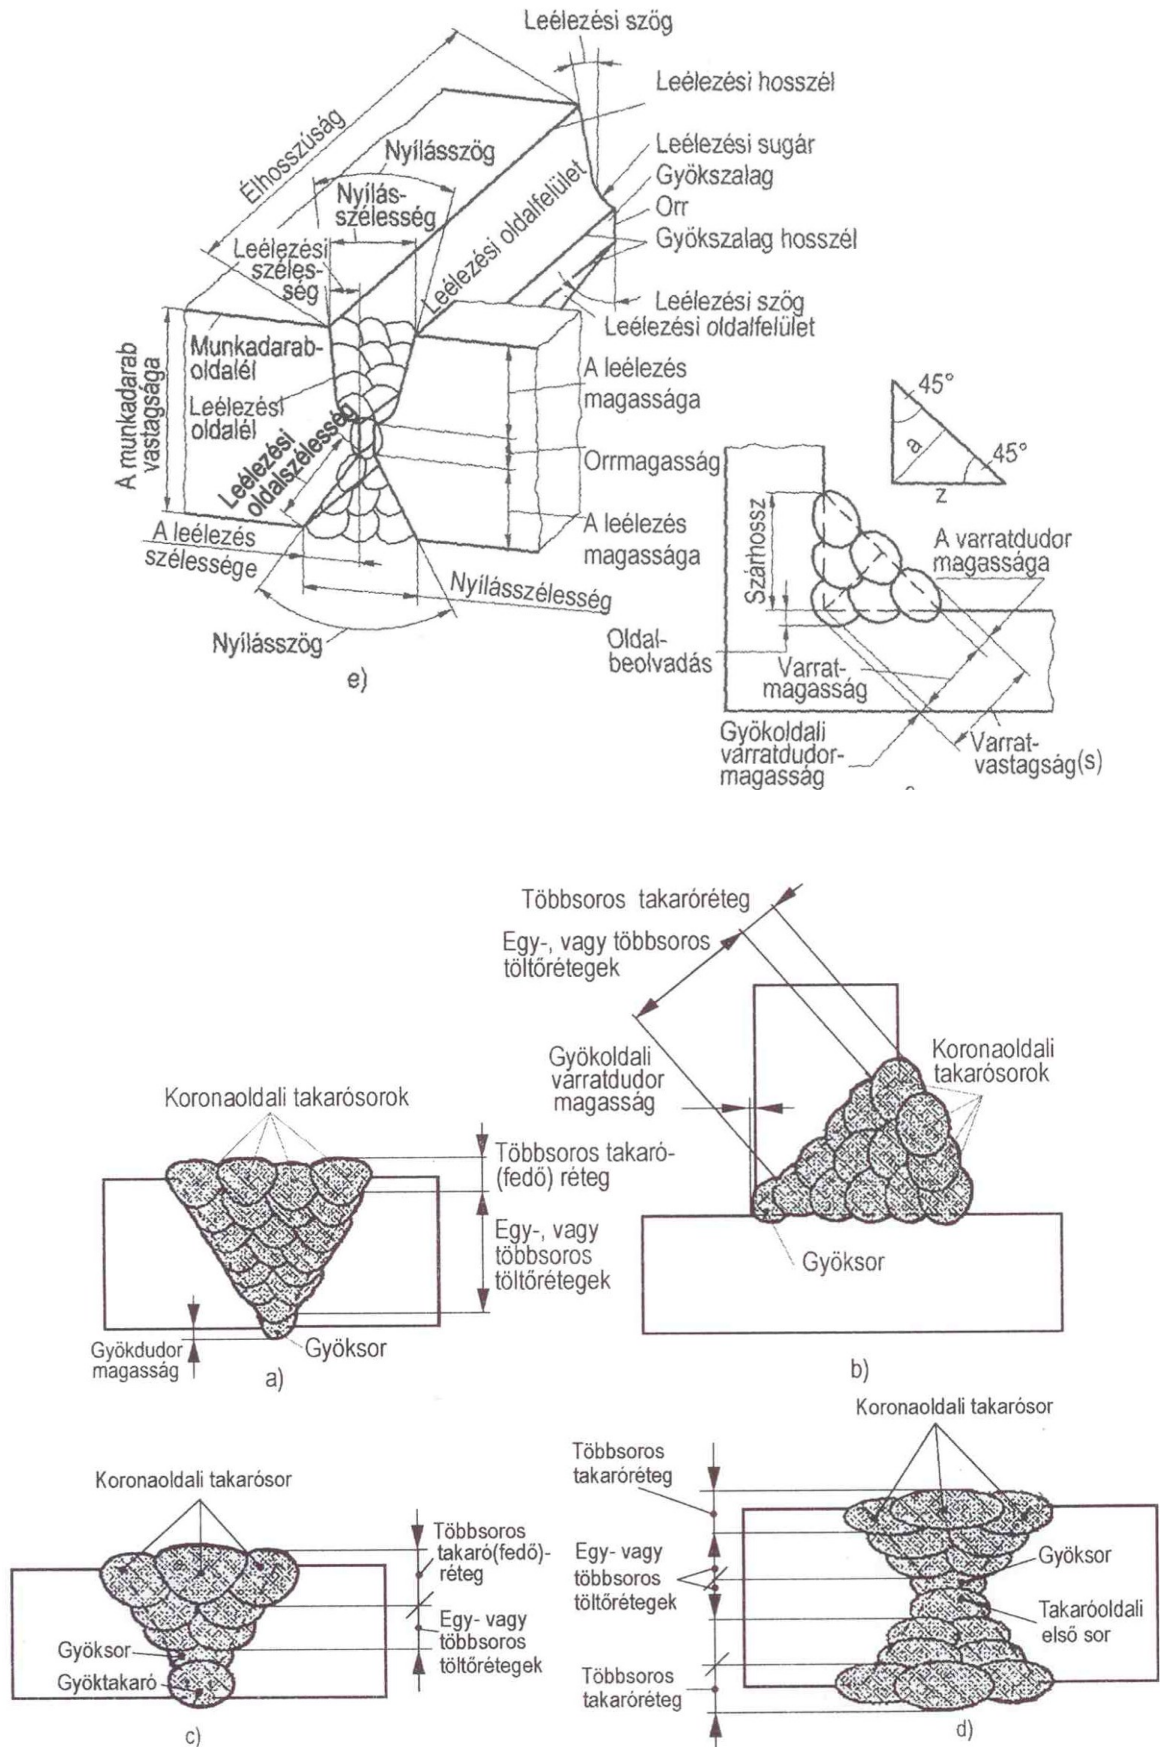 Leélezési szög
Leélezési hosszél
Élhosszúság
Nyílásszög
Nyílás-
szélesség
Leélezési sugár
Gyökszalag
Orr
Gyökszalag hosszél
Leélezési oldalfelület
Leélezési
széles-
ség
Leélezési szög
Leélezési oldalfelület
A munkadarab
vastagsága
Munkadarab-
oldalél
Leélezési
oldalél
Leélezési
oldalszélesség
A leélezés
magassága
Orrmagasság
A leélezés
magassága
A leélezés
szélessége
Nyílásszélesség
Nyílásszög
e)
45°
a
45°
z
Szárhossz
A varratdudor
magassága
Oldal-
beolvadás
Varrat-
magasság
Gyökoldali
varratdudor-
magasság
Varrat-
vastagság(s)
Többsoros takaróréteg
Egy-, vagy többsoros
töltőrétegek
Gyökoldali
varratdudor
magasság
Koronaoldali
takarósorok
Gyöksor
b)
Koronaoldali takarósorok
Többsoros takaró-
(fedő) réteg
Egy-, vagy
többsoros
töltőrétegek
Gyökdudor
magasság
Gyöksor
a)
Koronaoldali takarósor
Többsoros
takaró(fedő)-
réteg
Egy- vagy
többsoros
töltőrétegek
Gyöksor
Gyöktakaró
c)
Koronaoldali takarósor
Többsoros
takaróréteg
Egy- vagy
többsoros
töltőrétegek
Gyöksor
Takaróoldali
első sor
Többsoros
takaróréteg
d)